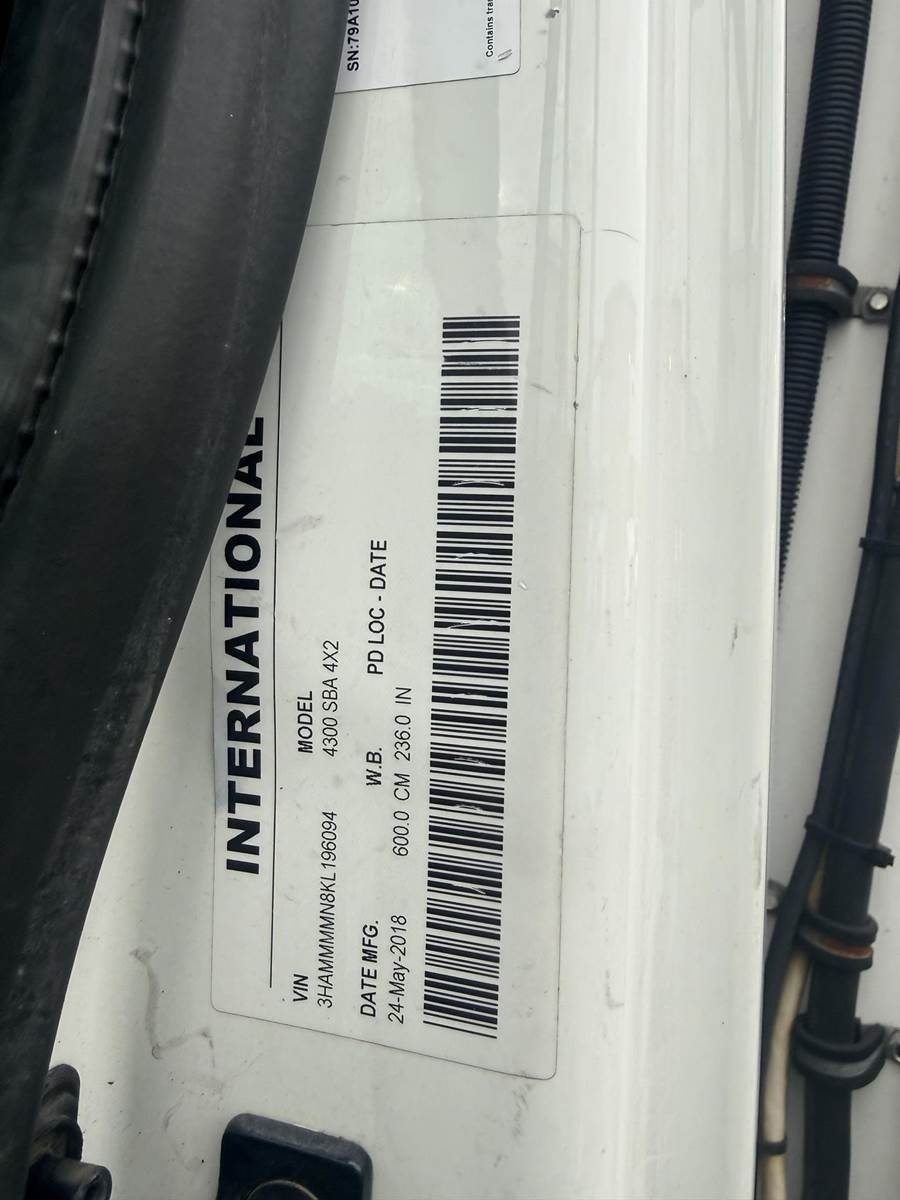 SN:79A10
Contains
INTERNATIONAL
VIN MODEL
3HAMMMMN8KL196094 4300 SBA 4X2
DATE MFG. W.B. PD LOC - DATE
24-May-2018 600.0 CM 236.0 IN